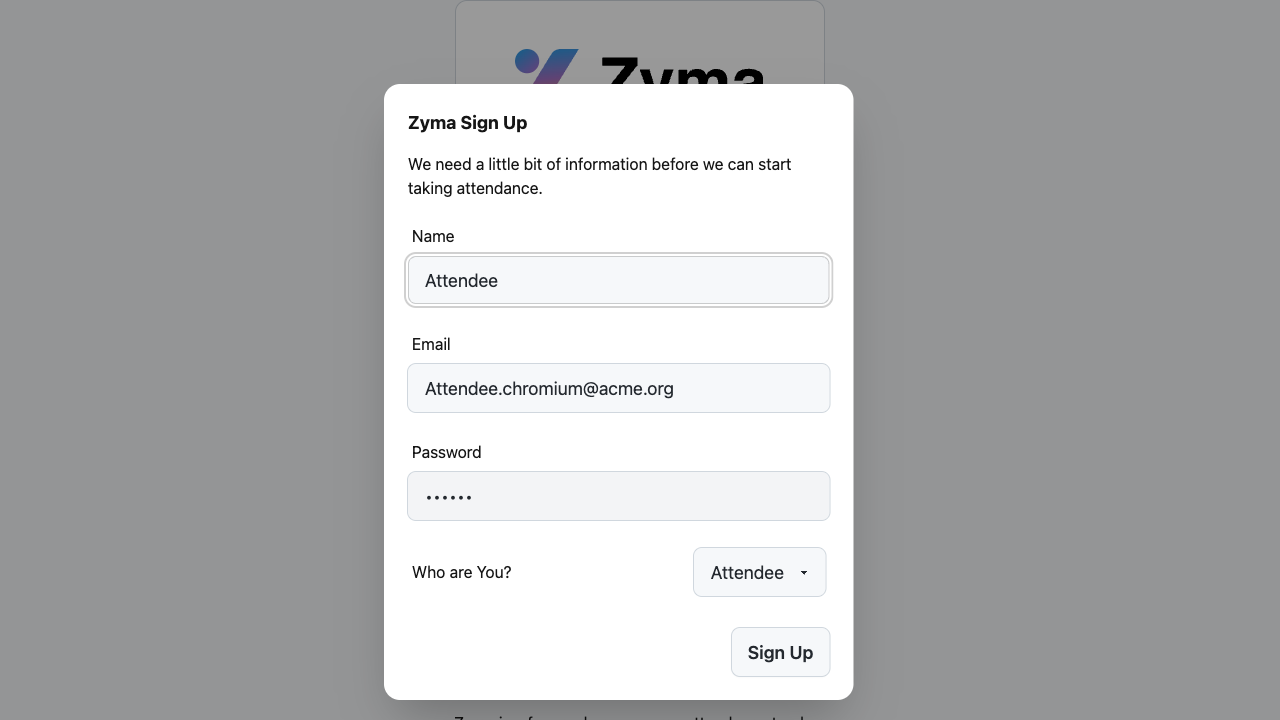 Zyma
Zyma Sign Up
We need a little bit of information before we can start
taking attendance.
Name
Attendee
Email
Attendee.chromium@acme.org
Password
••••••
Who are You?
Attendee
Sign Up